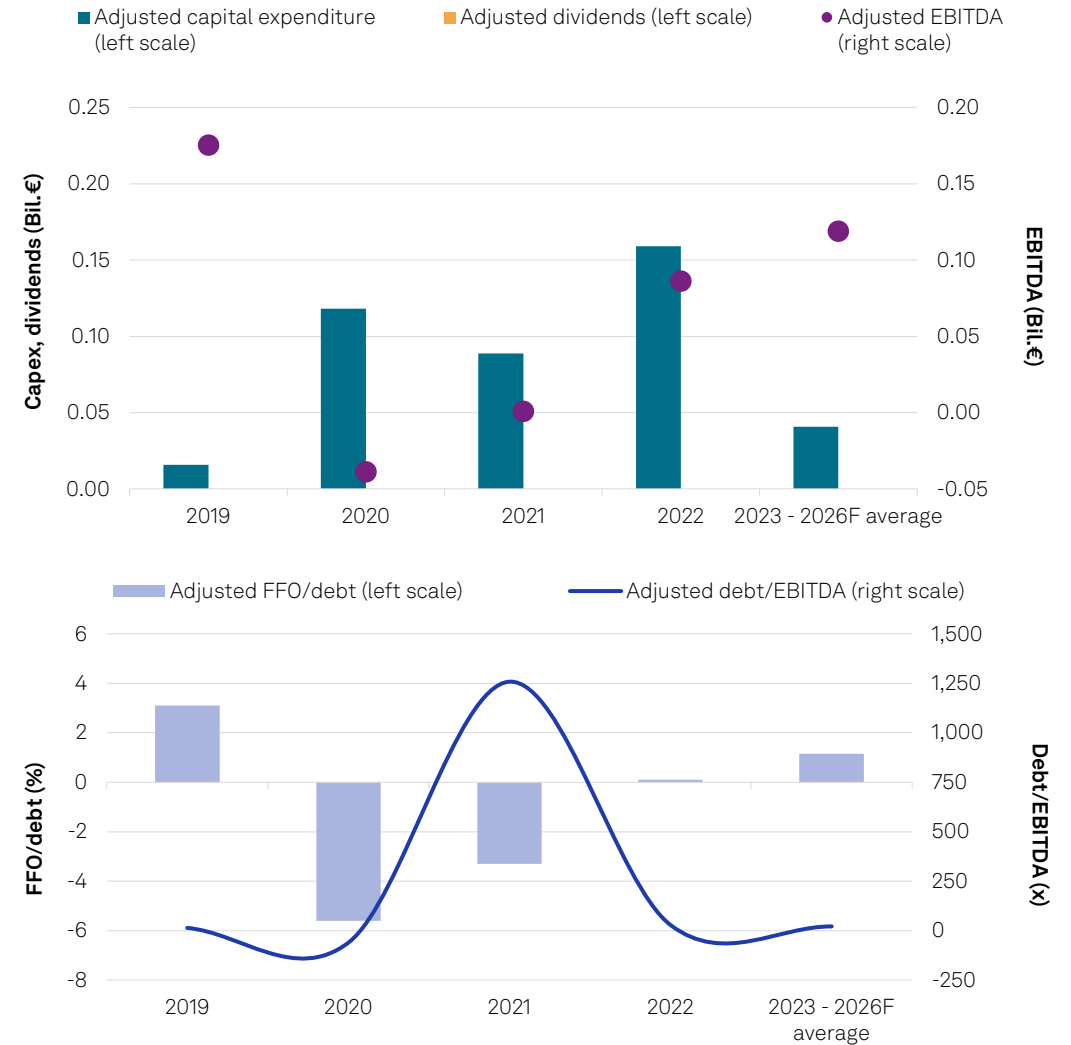 Adjusted capital expenditure
(left scale)
Adjusted dividends (left scale)
Adjusted EBITDA
(right scale)
Capex, dividends (Bil.€)
0.25
0.20
0.15
0.10
0.05
0.00
0.20
0.15
0.10
0.05
0.00
-0.05
EBITDA (Bil.€)
2019
2020
2021
2022
2023 - 2026F average
Adjusted FFO/debt (left scale)
Adjusted debt/EBITDA (right scale)
FFO/debt (%)
6
4
2
0
-2
-4
-6
-8
1,500
1,250
1,000
750
500
250
0
-250
Debt/EBITDA (x)
2019
2020
2021
2022
2023 - 2026F
average